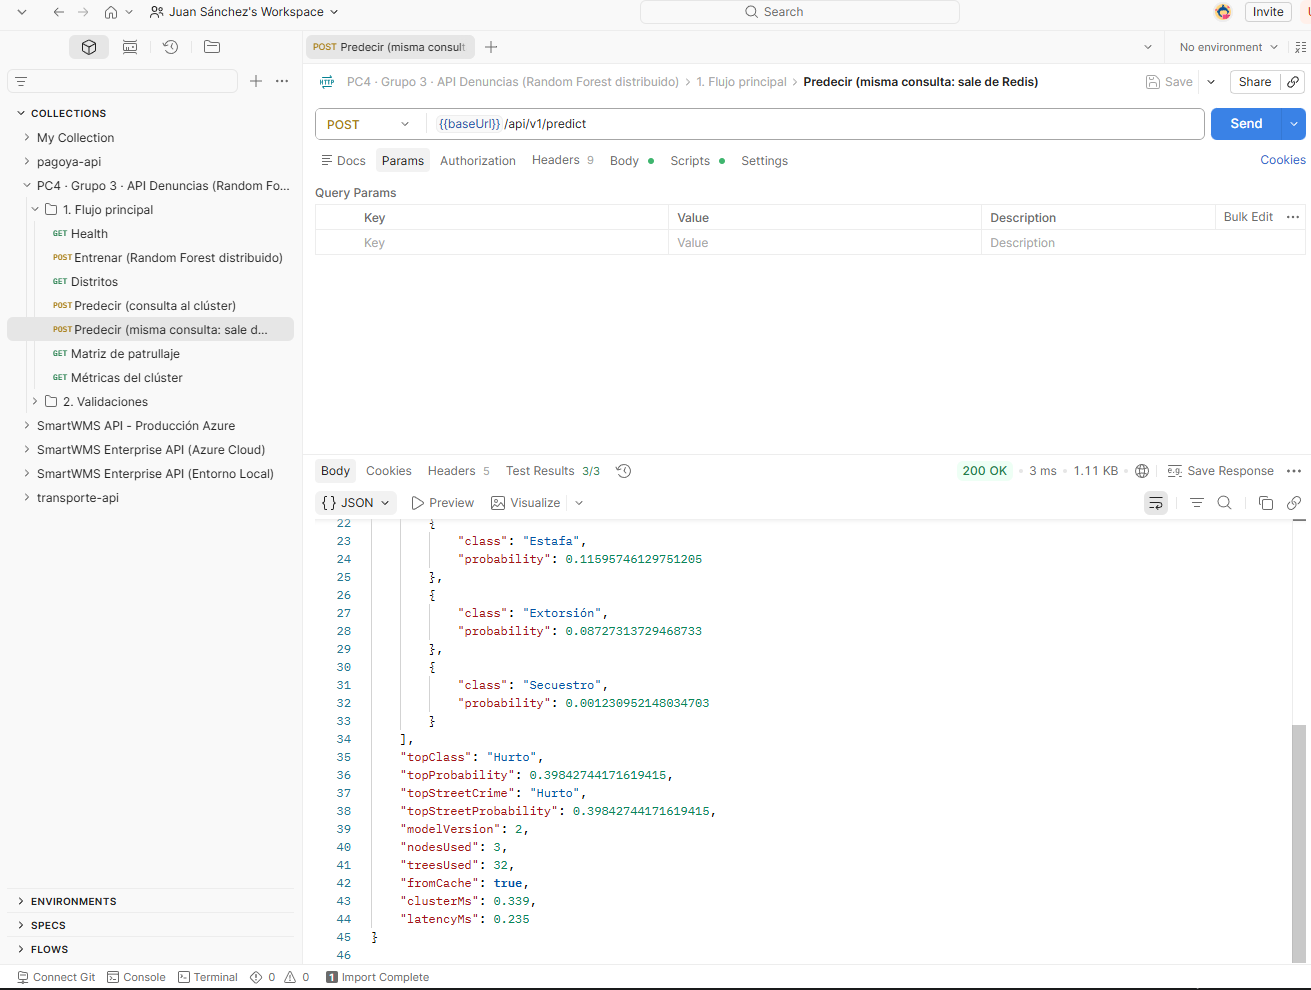 Juan Sánchez's Workspace
Search
Invite
POST Predecir (misma consult
No environment
HTTP PC4 · Grupo 3 · API Denuncias (Random Forest distribuido) > 1. Flujo principal > Predecir (misma consulta: sale de Redis)
Save
Share
COLLECTIONS
My Collection
pagoya-api
PC4 · Grupo 3 · API Denuncias (Random Fo...
1. Flujo principal
GET Health
POST Entrenar (Random Forest distribuido)
GET Distritos
POST Predecir (consulta al clúster)
POST Predecir (misma consulta: sale d...
GET Matriz de patrullaje
GET Métricas del clúster
2. Validaciones
SmartWMS API - Producción Azure
SmartWMS Enterprise API (Azure Cloud)
SmartWMS Enterprise API (Entorno Local)
transporte-api
ENVIRONMENTS
SPECS
FLOWS
POST
{{baseUrl}} /api/v1/predict
Send
Docs Params Authorization Headers 9 Body Scripts Settings
Cookies
Query Params
Key Value Description Bulk Edit
Key Value Description
Body Cookies Headers 5 Test Results 3/3
200 OK • 3 ms • 1.11 KB • e.g. Save Response
{} JSON Preview Visualize
22 {
23 "class": "Estafa",
24 "probability": 0.11595746129751205
25 },
26 {
27 "class": "Extorsión",
28 "probability": 0.08727313729468733
29 },
30 {
31 "class": "Secuestro",
32 "probability": 0.001230952148034703
33 }
34 ],
35 "topClass": "Hurto",
36 "topProbability": 0.39842744171619415,
37 "topStreetCrime": "Hurto",
38 "topStreetProbability": 0.39842744171619415,
39 "modelVersion": 2,
40 "nodesUsed": 3,
41 "treesUsed": 32,
42 "fromCache": true,
43 "clusterMs": 0.339,
44 "latencyMs": 0.235
45 }
46
Connect Git Console Terminal 0 0 1 Import Complete